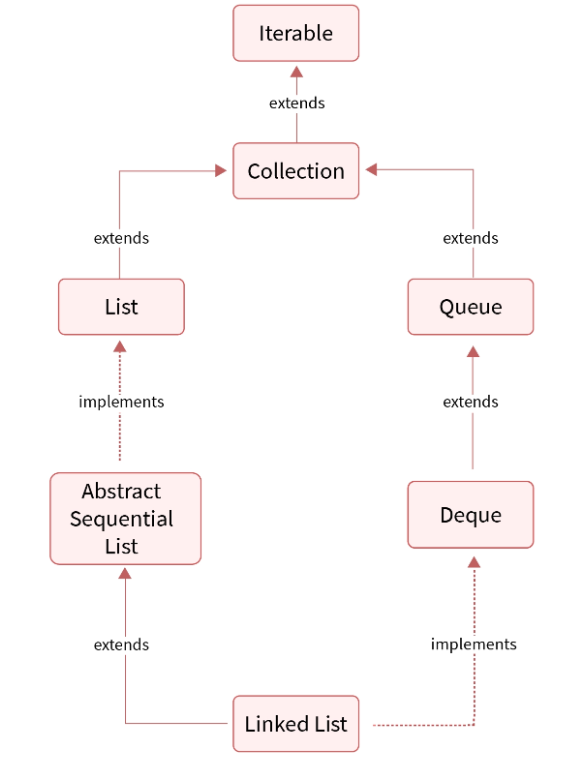 Iterable
extends
Collection
extends
extends
List
Queue
implements
extends
Abstract
Sequential
List
Deque
extends
implements
Linked List